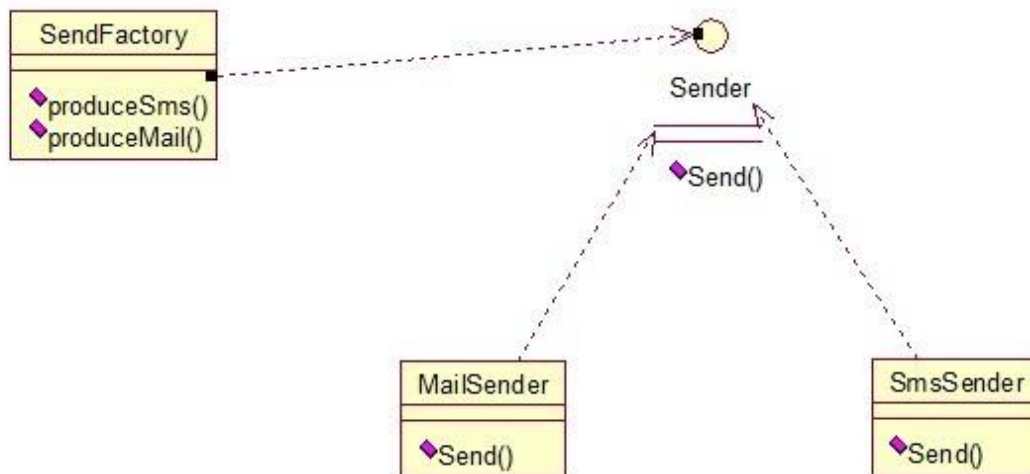 SendFactory
produceSms()
produceMail()
Sender
Send()
MailSender
Send()
SmsSender
Send()